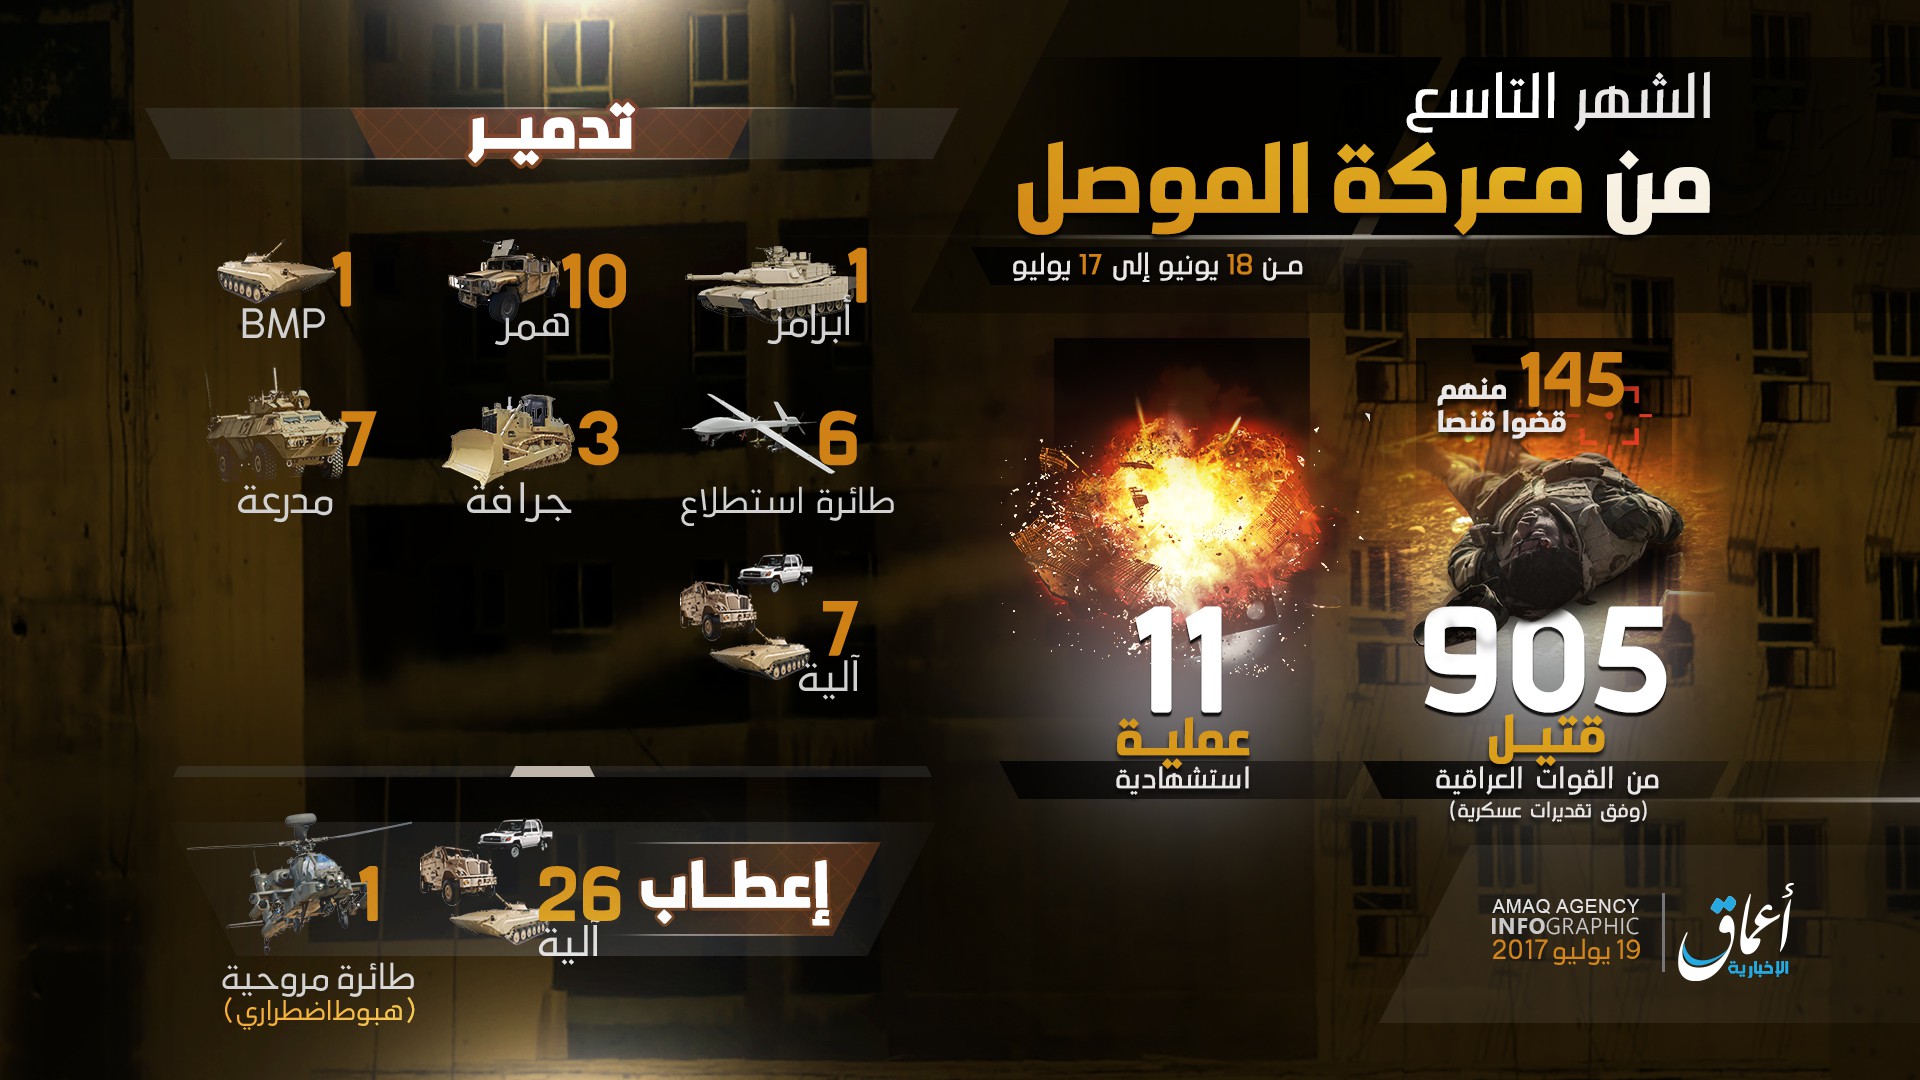 الشهر التاسع
من معركة الموصل
من 18 يونيو إلى 17 يوليو
145 منهم
قضوا قنصا
905
قتيل
من القوات العراقية
(وفق تقديرات عسكرية)
11
عملية
استشهادية
تدمير
1
أبرامز
10
همر
1
BMP
6
طائرة استطلاع
3
جرافة
7
مدرعة
7
آلية
إعطاب
26
آلية
1
طائرة مروحية
(هبوط اضطراري)
أعماق
الإخبارية
AMAQ AGENCY
INFOGRAPHIC
19 يوليو 2017